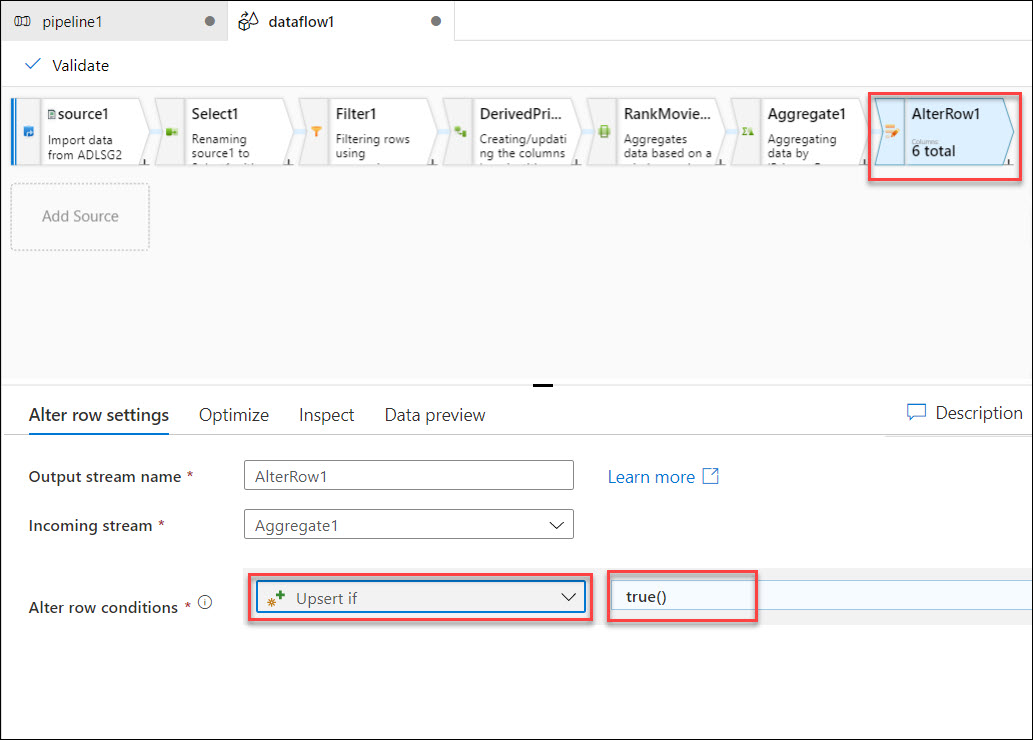 pipeline1
dataflow1
Validate
source1
Import data
from ADLSG2
Select1
Renaming
source1 to
Filter1
Filtering rows
using
DerivedPri...
Creating/updati
ng the columns
RankMovie...
Aggregates
data based on a
Aggregate1
Aggregating
data by
AlterRow1
Columns:
6 total
Add Source
Alter row settings
Optimize
Inspect
Data preview
Description
Output stream name *
AlterRow1
Learn more
Incoming stream *
Aggregate1
Alter row conditions *
Upsert if
true()